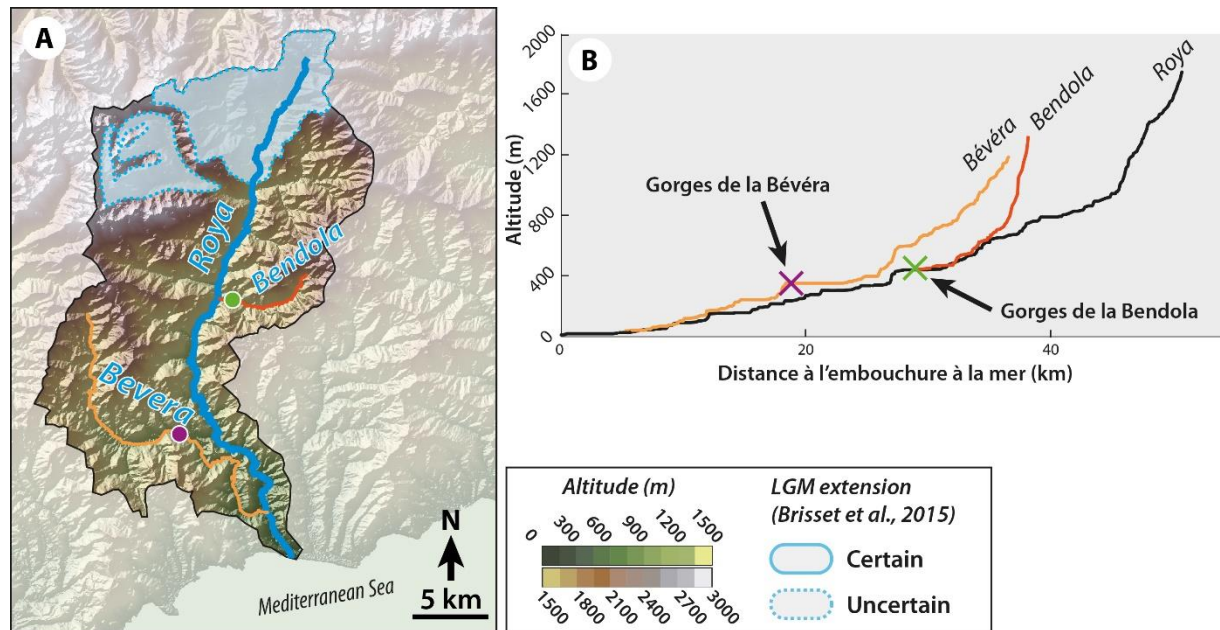 A
Roya
Bendola
Bevera
Mediterranean Sea
N
5 km
B
2000
1600
1200
800
400
0
Altitude (m)
0
20
40
Distance à l'embouchure à la mer (km)
Bévéra
Bendola
Roya
Gorges de la Bévéra
Gorges de la Bendola
Altitude (m)
0 300 600 900 1200 1500
1500 1800 2100 2400 2700 3000
LGM extension
(Brisset et al., 2015)
Certain
Uncertain